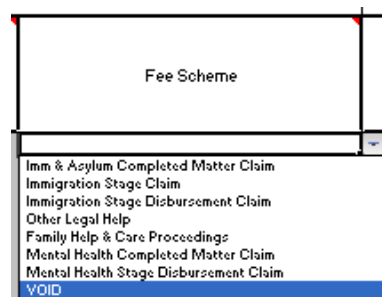 Fee Scheme
Imm & Asylum Completed Matter Claim
Immigration Stage Claim
Immigration Stage Disbursement Claim
Other Legal Help
Family Help & Care Proceedings
Mental Health Completed Matter Claim
Mental Health Stage Disbursement Claim
VOID